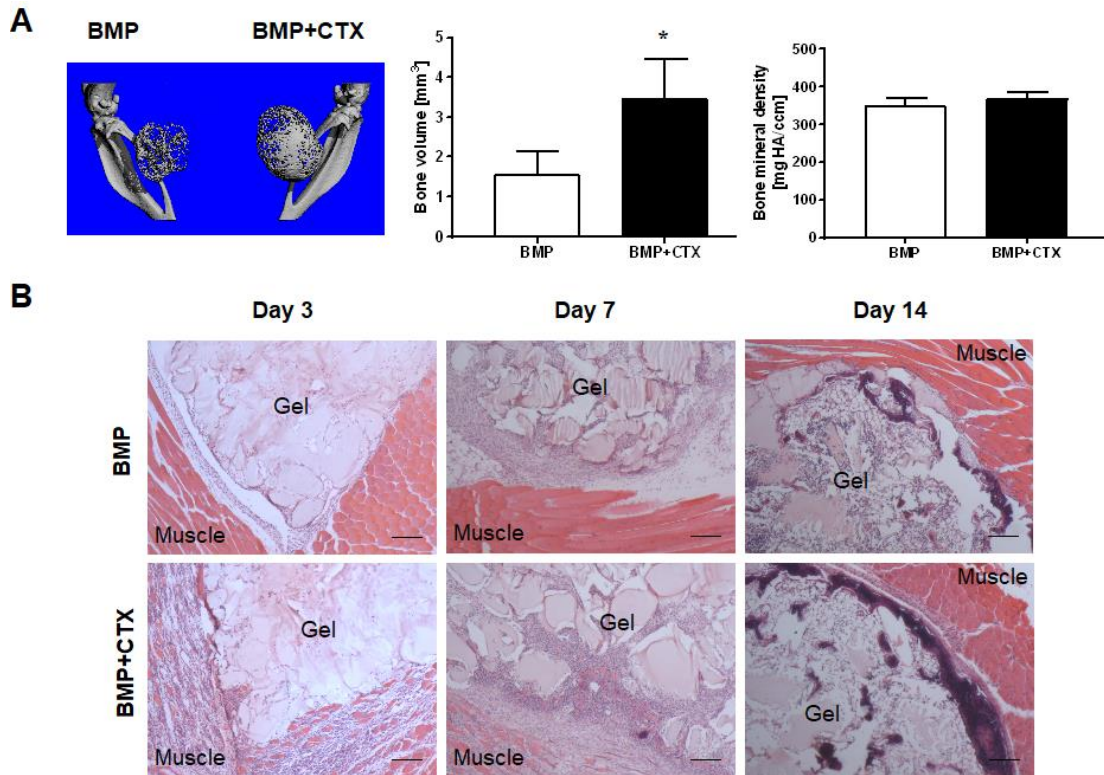 A
BMP
BMP+CTX
Bone volume [mm³]
5
4
3
2
1
0
BMP
BMP+CTX
*
Bone mineral density
[mg HA/ccm]
500
400
300
200
100
0
BMP
BMP+CTX
B
Day 3
Day 7
Day 14
BMP
Gel
Muscle
Gel
Muscle
Muscle
Gel
BMP+CTX
Gel
Muscle
Gel
Muscle
Muscle
Gel